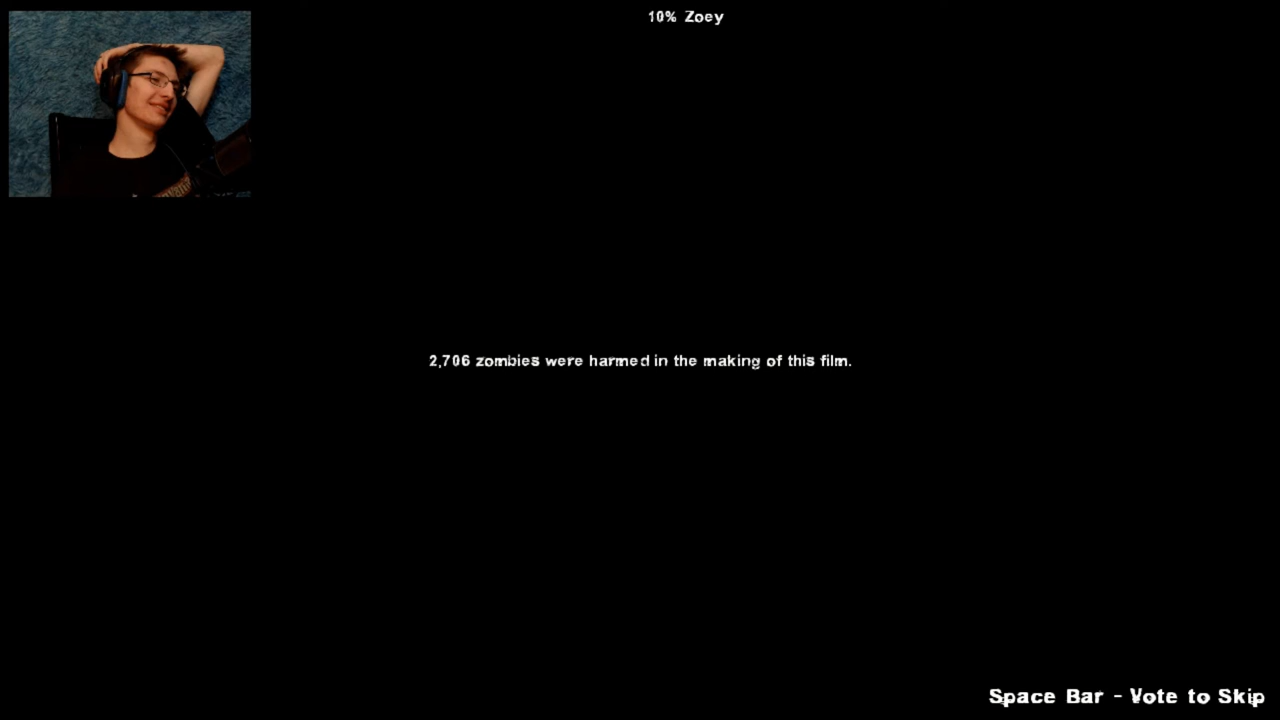 10% Zoey
2,706 zombies were harmed in the making of this film.
Space Bar - Vote to Skip